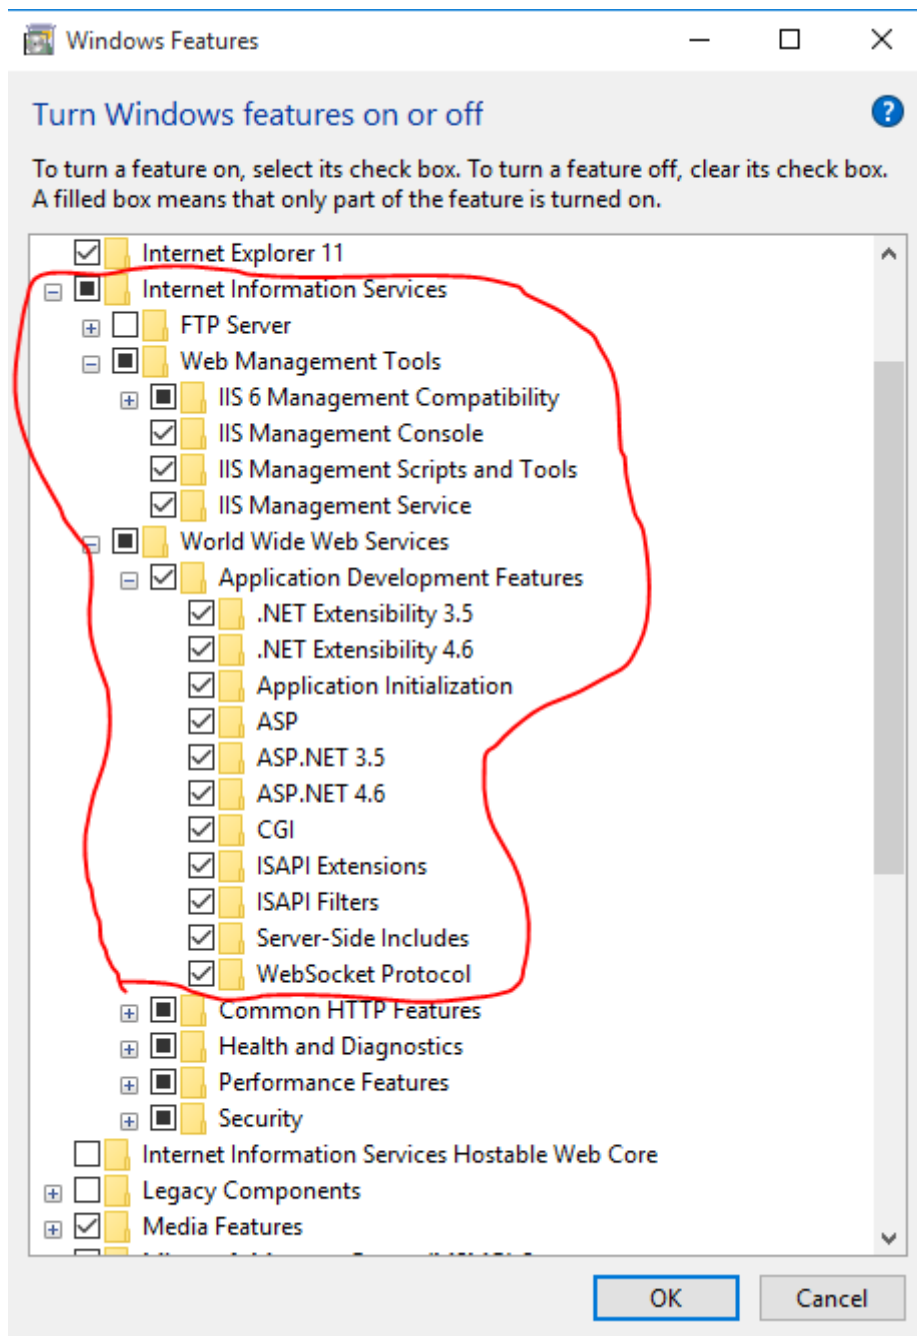 Windows Features
Turn Windows features on or off
To turn a feature on, select its check box. To turn a feature off, clear its check box.
A filled box means that only part of the feature is turned on.
Internet Explorer 11
Internet Information Services
FTP Server
Web Management Tools
IIS 6 Management Compatibility
IIS Management Console
IIS Management Scripts and Tools
IIS Management Service
World Wide Web Services
Application Development Features
.NET Extensibility 3.5
.NET Extensibility 4.6
Application Initialization
ASP
ASP.NET 3.5
ASP.NET 4.6
CGI
ISAPI Extensions
ISAPI Filters
Server-Side Includes
WebSocket Protocol
Common HTTP Features
Health and Diagnostics
Performance Features
Security
Internet Information Services Hostable Web Core
Legacy Components
Media Features
OK
Cancel